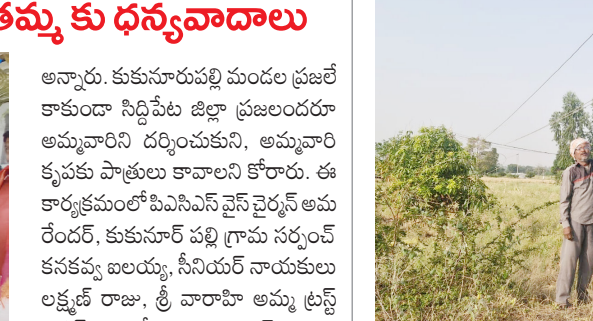 తమ్మ కు ధన్యవాదాలు
అన్నారు. కుకునూరుపల్లి మండల ప్రజలే
కాకుండా సిద్దిపేట జిల్లా ప్రజలందరూ
అమ్మవారిని దర్శించుకుని, అమ్మవారి
కృపకు పాత్రులు కావాలని కోరారు. ఈ
కార్యక్రమంలో పిఎసిఎస్ వైస్ చైర్మన్ అమ
రేందర్, కుకునూర్ పల్లి గ్రామ సర్పంచ్
కనకవ్వ ఐలయ్య, సీనియర్ నాయకులు
లక్ష్మణ్ రాజు, శ్రీ వారాహి అమ్మ ట్రస్ట్